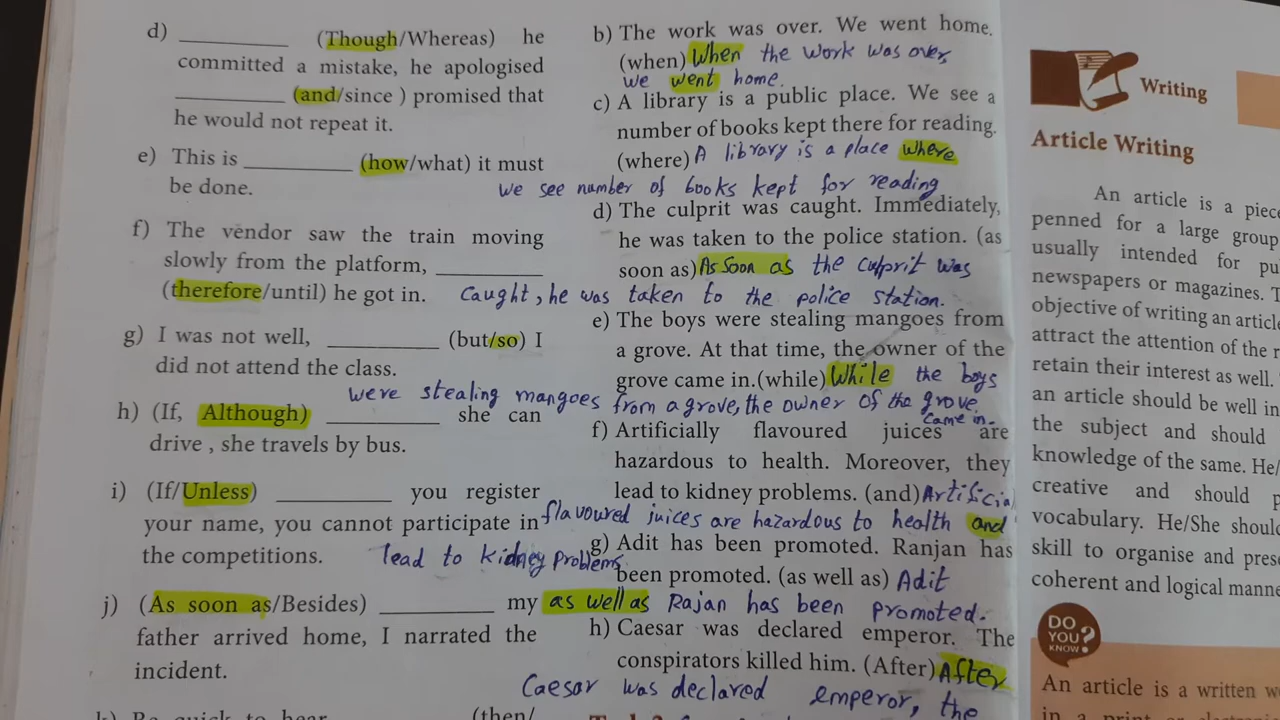 d) __________ (Though/Whereas) he
committed a mistake, he apologised
__________ (and/since ) promised that
he would not repeat it.
e) This is __________ (how/what) it must
be done.
f) The vendor saw the train moving
slowly from the platform, __________
(therefore/until) he got in.
g) I was not well, __________ (but/so) I
did not attend the class.
h) (If, Although) __________ she can
drive , she travels by bus.
i) (If/Unless) __________ you register
your name, you cannot participate in
the competitions.
j) (As soon as/Besides) __________ my
father arrived home, I narrated the
incident.
(then/
b) The work was over. We went home.
(when) When the work was over,
we went home.
c) A library is a public place. We see a
number of books kept there for reading.
(where) A library is a place where
we see number of books kept for reading
d) The culprit was caught. Immediately,
he was taken to the police station. (as
soon as) As soon as the culprit was
caught, he was taken to the police station.
e) The boys were stealing mangoes from
a grove. At that time, the owner of the
grove came in.(while) While the boys
were stealing mangoes from a grove, the owner of the grove
came in.
f) Artificially flavoured juices are
hazardous to health. Moreover, they
lead to kidney problems. (and) Artificia
flavoured juices are hazardous to health and
lead to kidney problems
g) Adit has been promoted. Ranjan has
been promoted. (as well as) Adit
as well as Rajan has been promoted.
h) Caesar was declared emperor. The
conspirators killed him. (After) After
Caesar was declared emperor, the
Writing
Article Writing
An article is a piece
penned for a large group
usually intended for pu
newspapers or magazines. T
objective of writing an article
attract the attention of the r
retain their interest as well.
an article should be well in
the subject and should
knowledge of the same. He/
creative and should p
vocabulary. He/She should
skill to organise and prese
coherent and logical manne
DO
YOU?
KNOW
An article is a written w